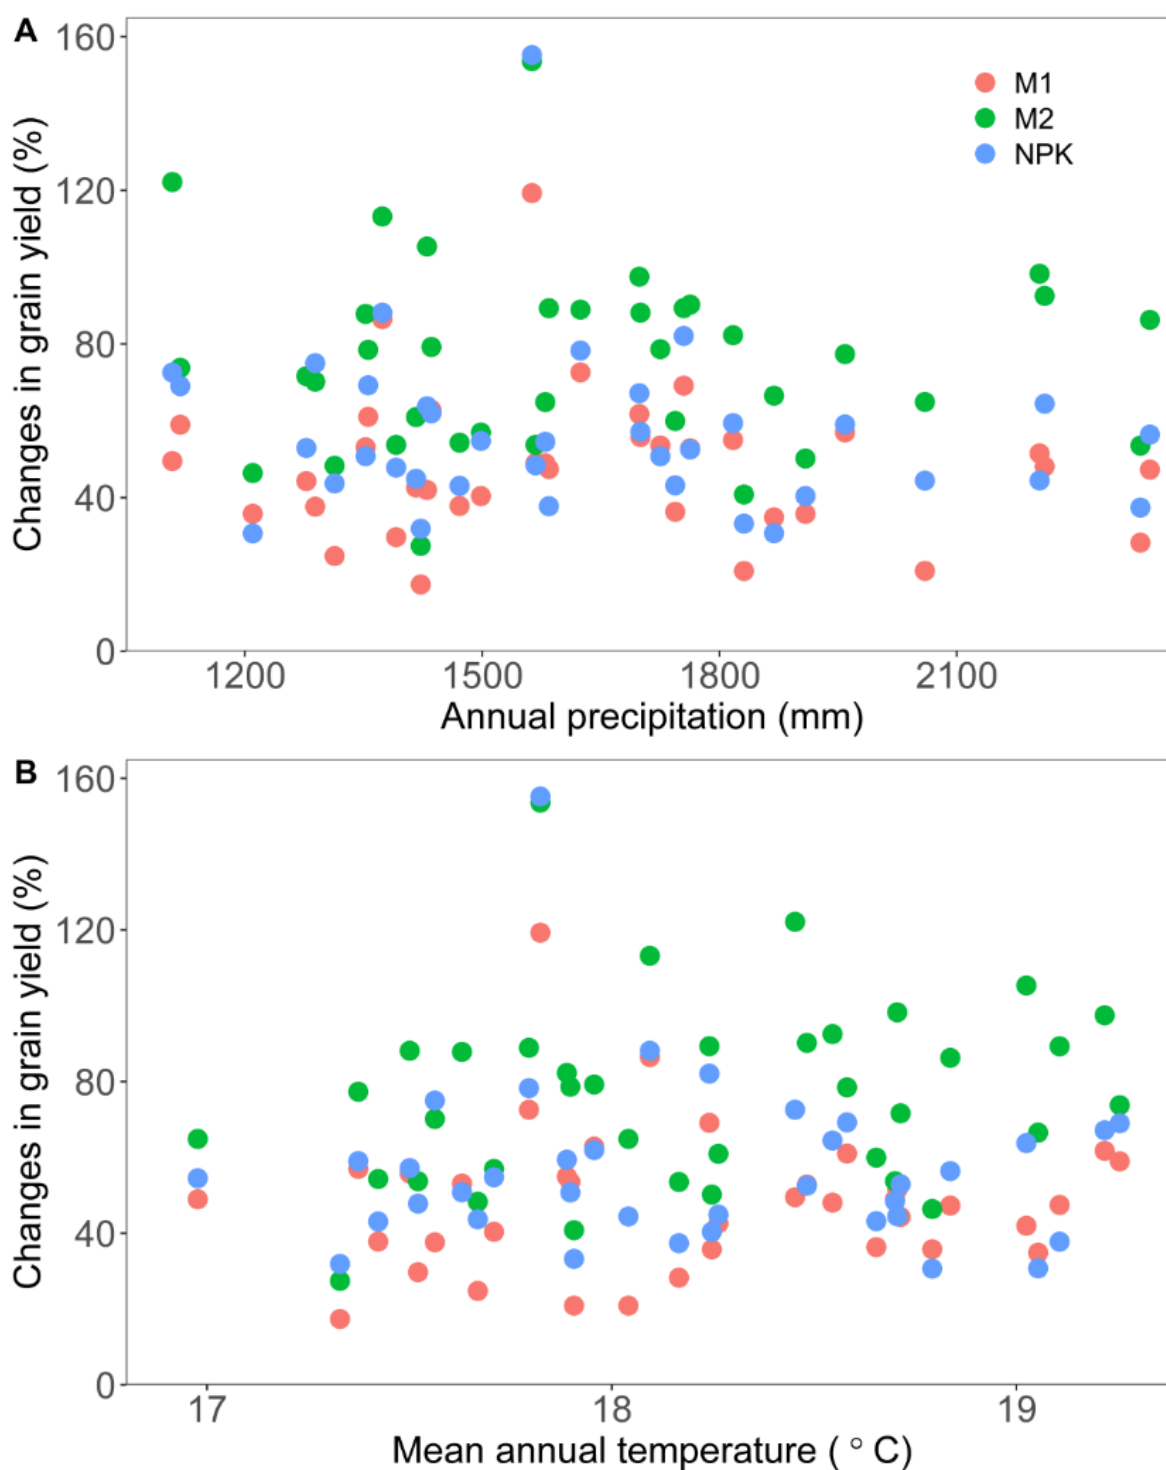 A
160
120
80
40
0
Changes in grain yield (%)
M1
M2
NPK
1200 1500 1800 2100
Annual precipitation (mm)
B
160
120
80
40
0
Changes in grain yield (%)
17 18 19
Mean annual temperature ( ° C)